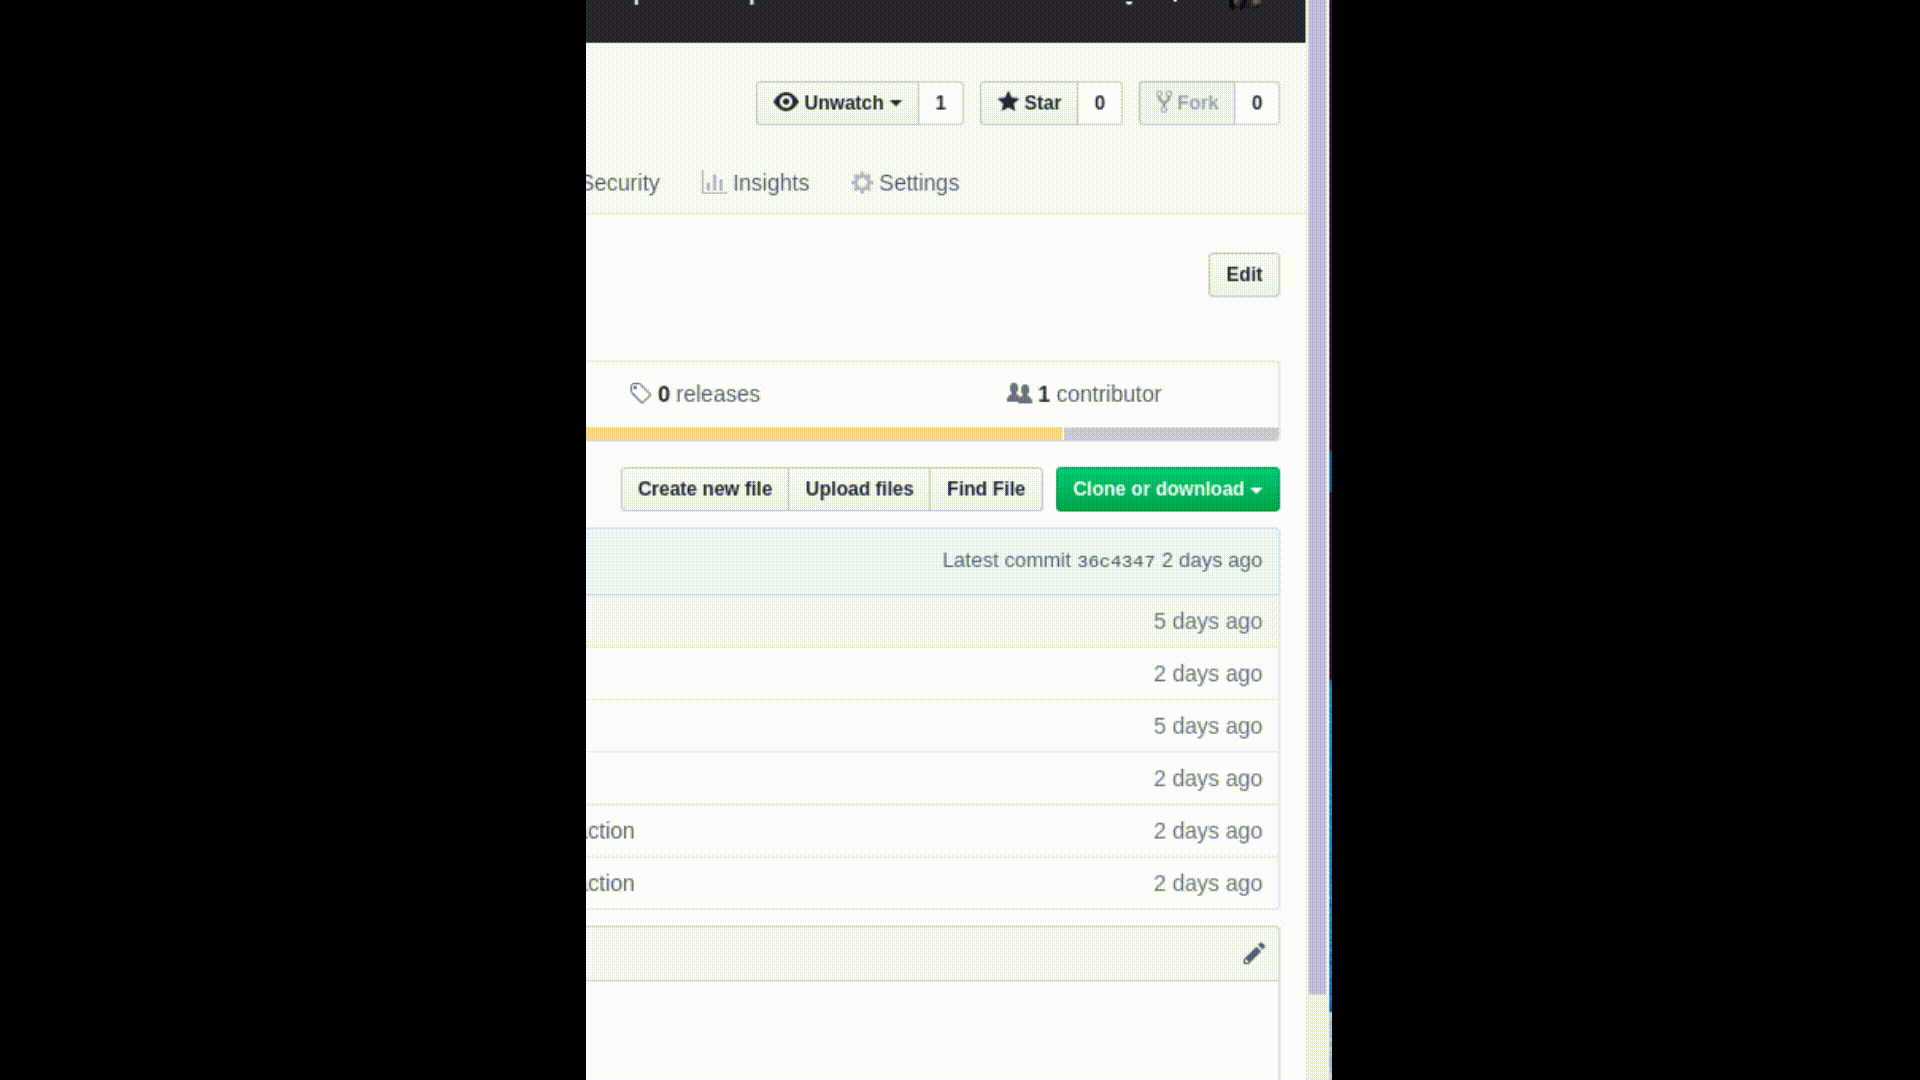 Unwatch 1 Star 0 Fork 0
Security Insights Settings
Edit
0 releases 1 contributor
Create new file Upload files Find File Clone or download
Latest commit 36c4347 2 days ago
5 days ago
2 days ago
5 days ago
2 days ago
ction 2 days ago
ction 2 days ago